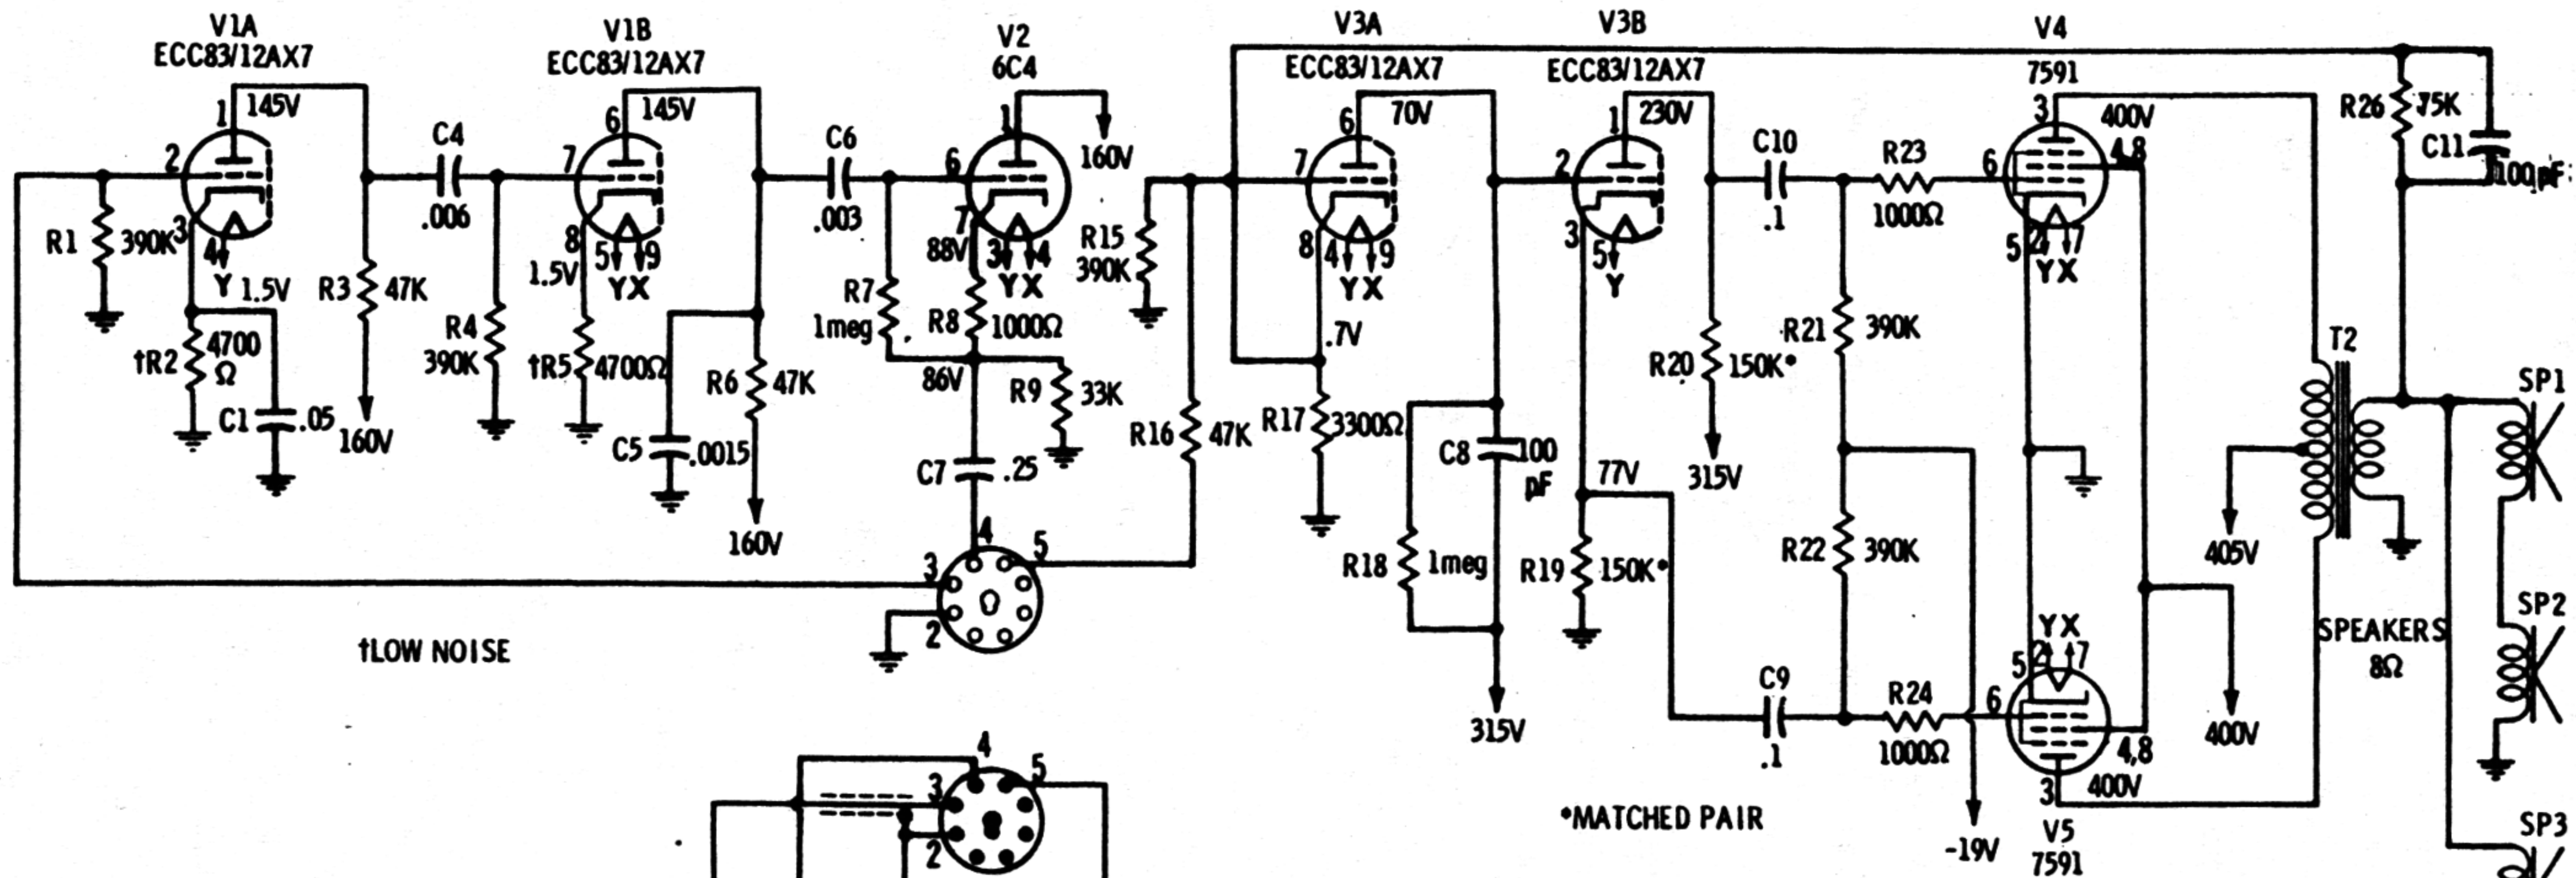 V1A
ECC83/12AX7
1
145V
2
3
4
Y
1.5V
R1
390K
†R2
4700
Ω
C1
.05
R3
47K
160V
C4
.006
V1B
ECC83/12AX7
6
145V
7
8
1.5V
5
9
Y X
R4
390K
†R5
4700Ω
C5
.0015
R6
47K
160V
C6
.003
V2
6C4
1
160V
6
7
88V
3
4
Y X
R7
1meg
R8
1000Ω
86V
R9
33K
C7
.25
4
5
3
2
†LOW NOISE
4
5
3
2
R15
390K
R16
47K
V3A
ECC83/12AX7
6
70V
7
8
4
9
Y X
.7V
R17
3300Ω
C8
100
pF
R18
1meg
315V
V3B
ECC83/12AX7
1
230V
2
3
5
Y
77V
R19
150K*
R20
150K*
315V
C10
.1
R23
1000Ω
R21
390K
R22
390K
C9
.1
R24
1000Ω
-19V
*MATCHED PAIR
V4
7591
3
400V
4,8
6
5
2
7
Y X
Y X
2
7
5
6
4,8
400V
3
V5
7591
405V
400V
T2
R26
75K
C11
100pF
SPEAKERS
8Ω
SP1
SP2
SP3